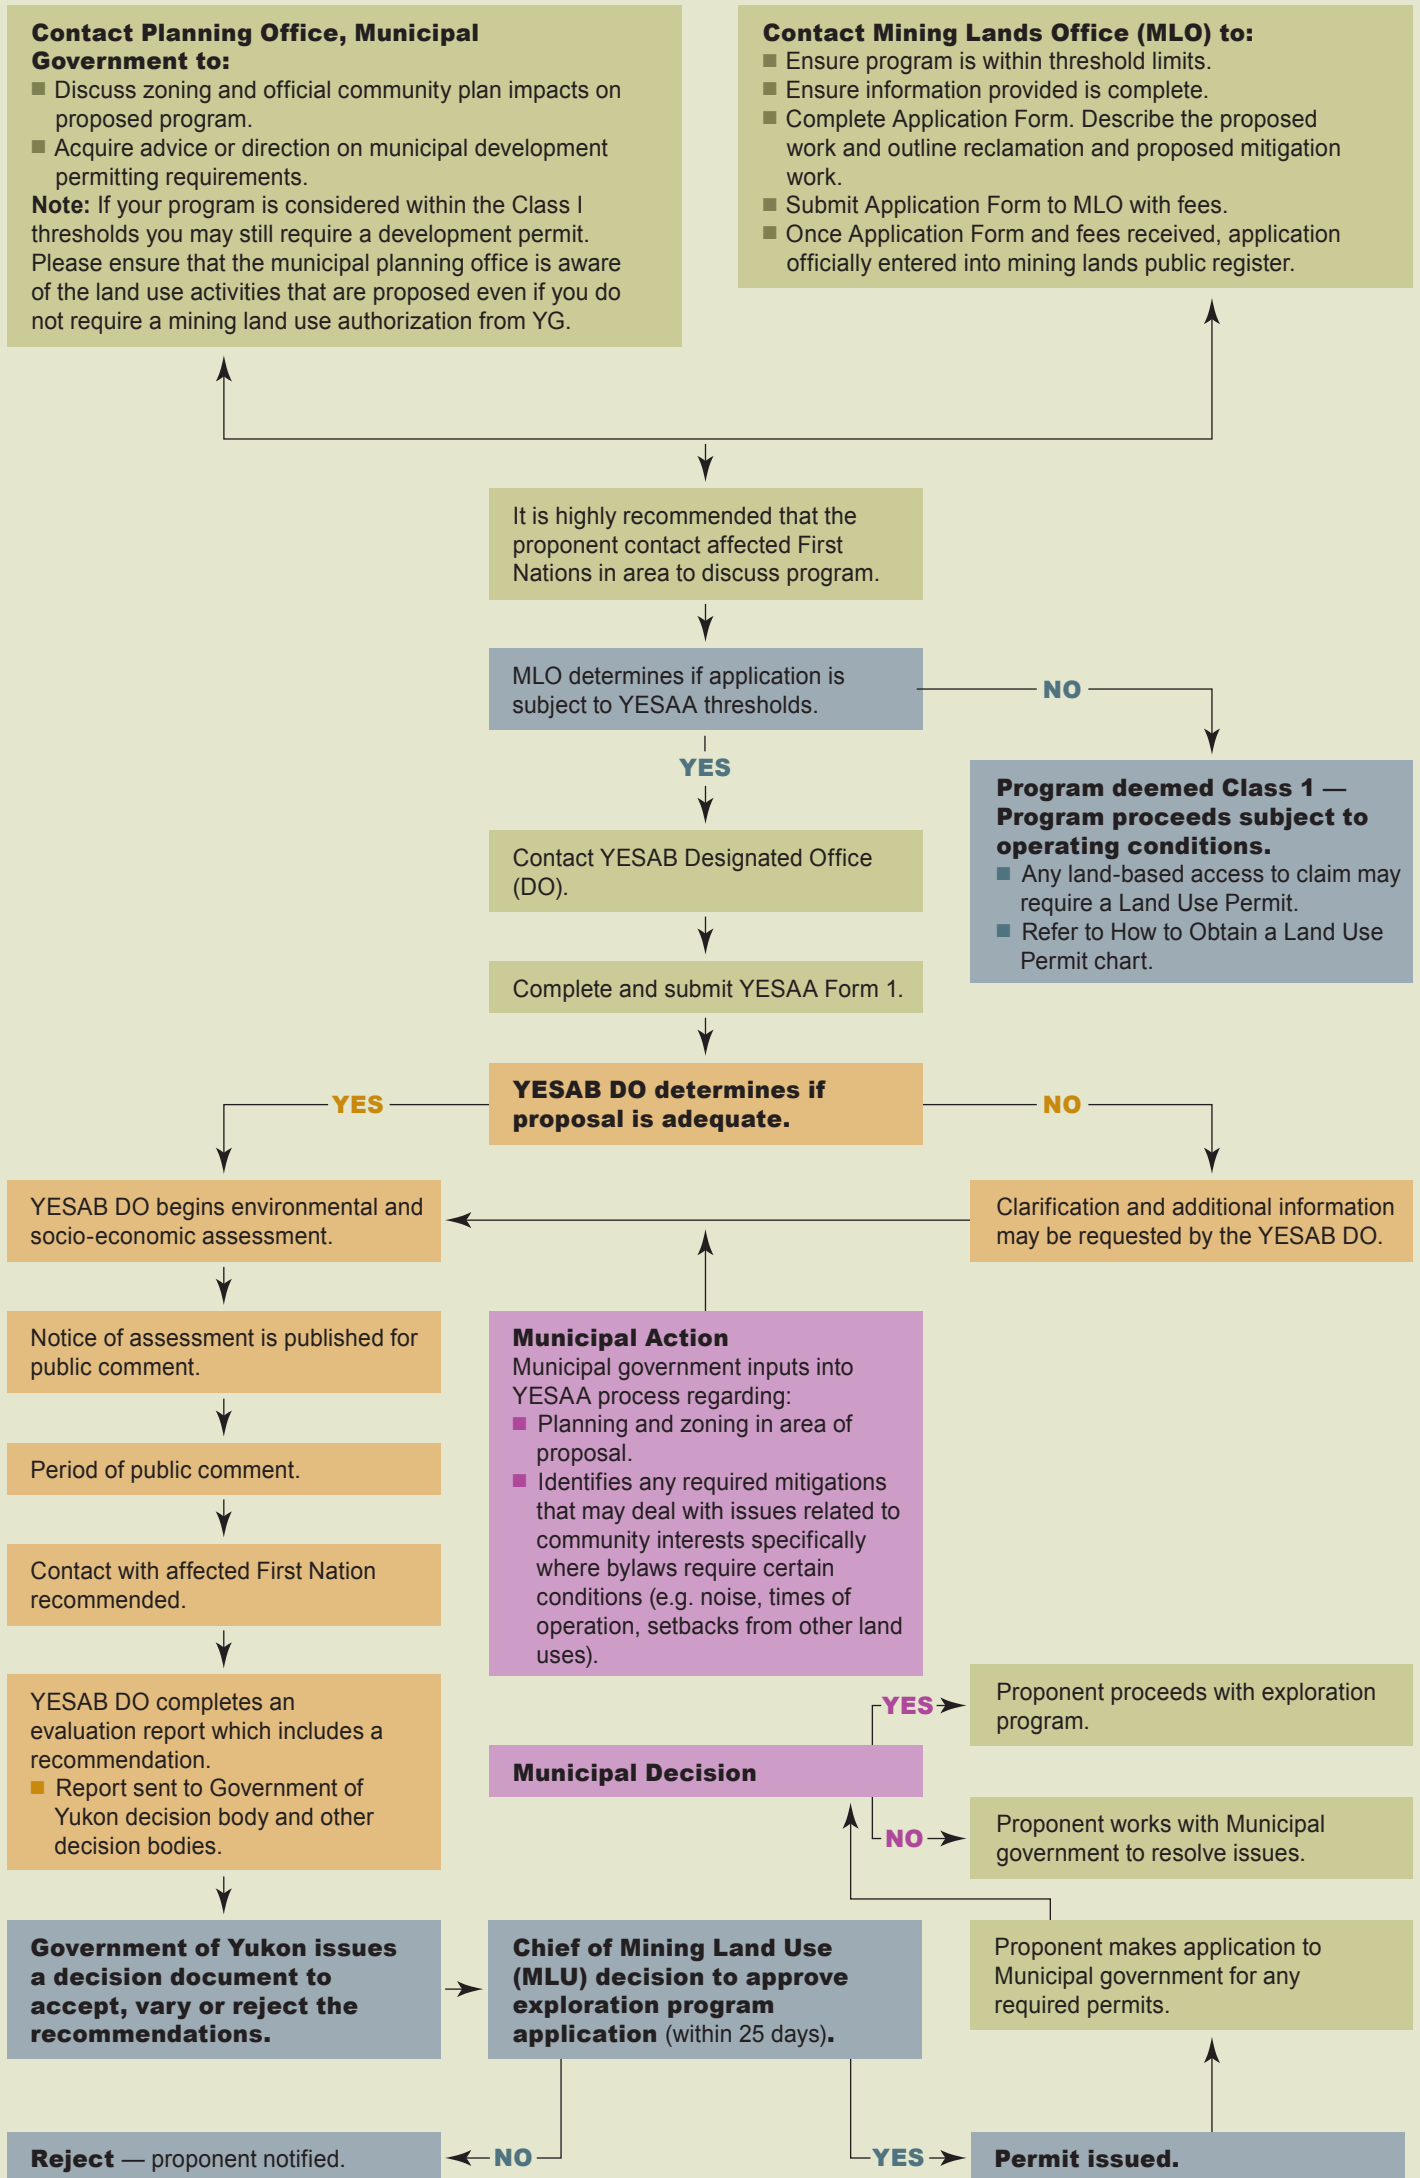 Contact Planning Office, Municipal
Government to:
■ Discuss zoning and official community plan impacts on
proposed program.
■ Acquire advice or direction on municipal development
permitting requirements.
Note: If your program is considered within the Class I
thresholds you may still require a development permit.
Please ensure that the municipal planning office is aware
of the land use activities that are proposed even if you do
not require a mining land use authorization from YG.
Contact Mining Lands Office (MLO) to:
■ Ensure program is within threshold limits.
■ Ensure information provided is complete.
■ Complete Application Form. Describe the proposed
work and outline reclamation and proposed mitigation
work.
■ Submit Application Form to MLO with fees.
■ Once Application Form and fees received, application
officially entered into mining lands public register.
It is highly recommended that the
proponent contact affected First
Nations in area to discuss program.
MLO determines if application is
subject to YESAA thresholds.
NO
YES
Program deemed Class 1 —
Program proceeds subject to
operating conditions.
■ Any land-based access to claim may
require a Land Use Permit.
■ Refer to How to Obtain a Land Use
Permit chart.
Contact YESAB Designated Office
(DO).
Complete and submit YESAA Form 1.
YESAB DO determines if
proposal is adequate.
YES
NO
YESAB DO begins environmental and
socio-economic assessment.
Clarification and additional information
may be requested by the YESAB DO.
Notice of assessment is published for
public comment.
Period of public comment.
Contact with affected First Nation
recommended.
YESAB DO completes an
evaluation report which includes a
recommendation.
■ Report sent to Government of
Yukon decision body and other
decision bodies.
Municipal Action
Municipal government inputs into
YESAA process regarding:
■ Planning and zoning in area of
proposal.
■ Identifies any required mitigations
that may deal with issues related to
community interests specifically
where bylaws require certain
conditions (e.g. noise, times of
operation, setbacks from other land
uses).
Municipal Decision
YES
Proponent proceeds with exploration
program.
NO
Proponent works with Municipal
government to resolve issues.
Government of Yukon issues
a decision document to
accept, vary or reject the
recommendations.
Chief of Mining Land Use
(MLU) decision to approve
exploration program
application (within 25 days).
Proponent makes application to
Municipal government for any
required permits.
Reject — proponent notified.
NO
YES
Permit issued.